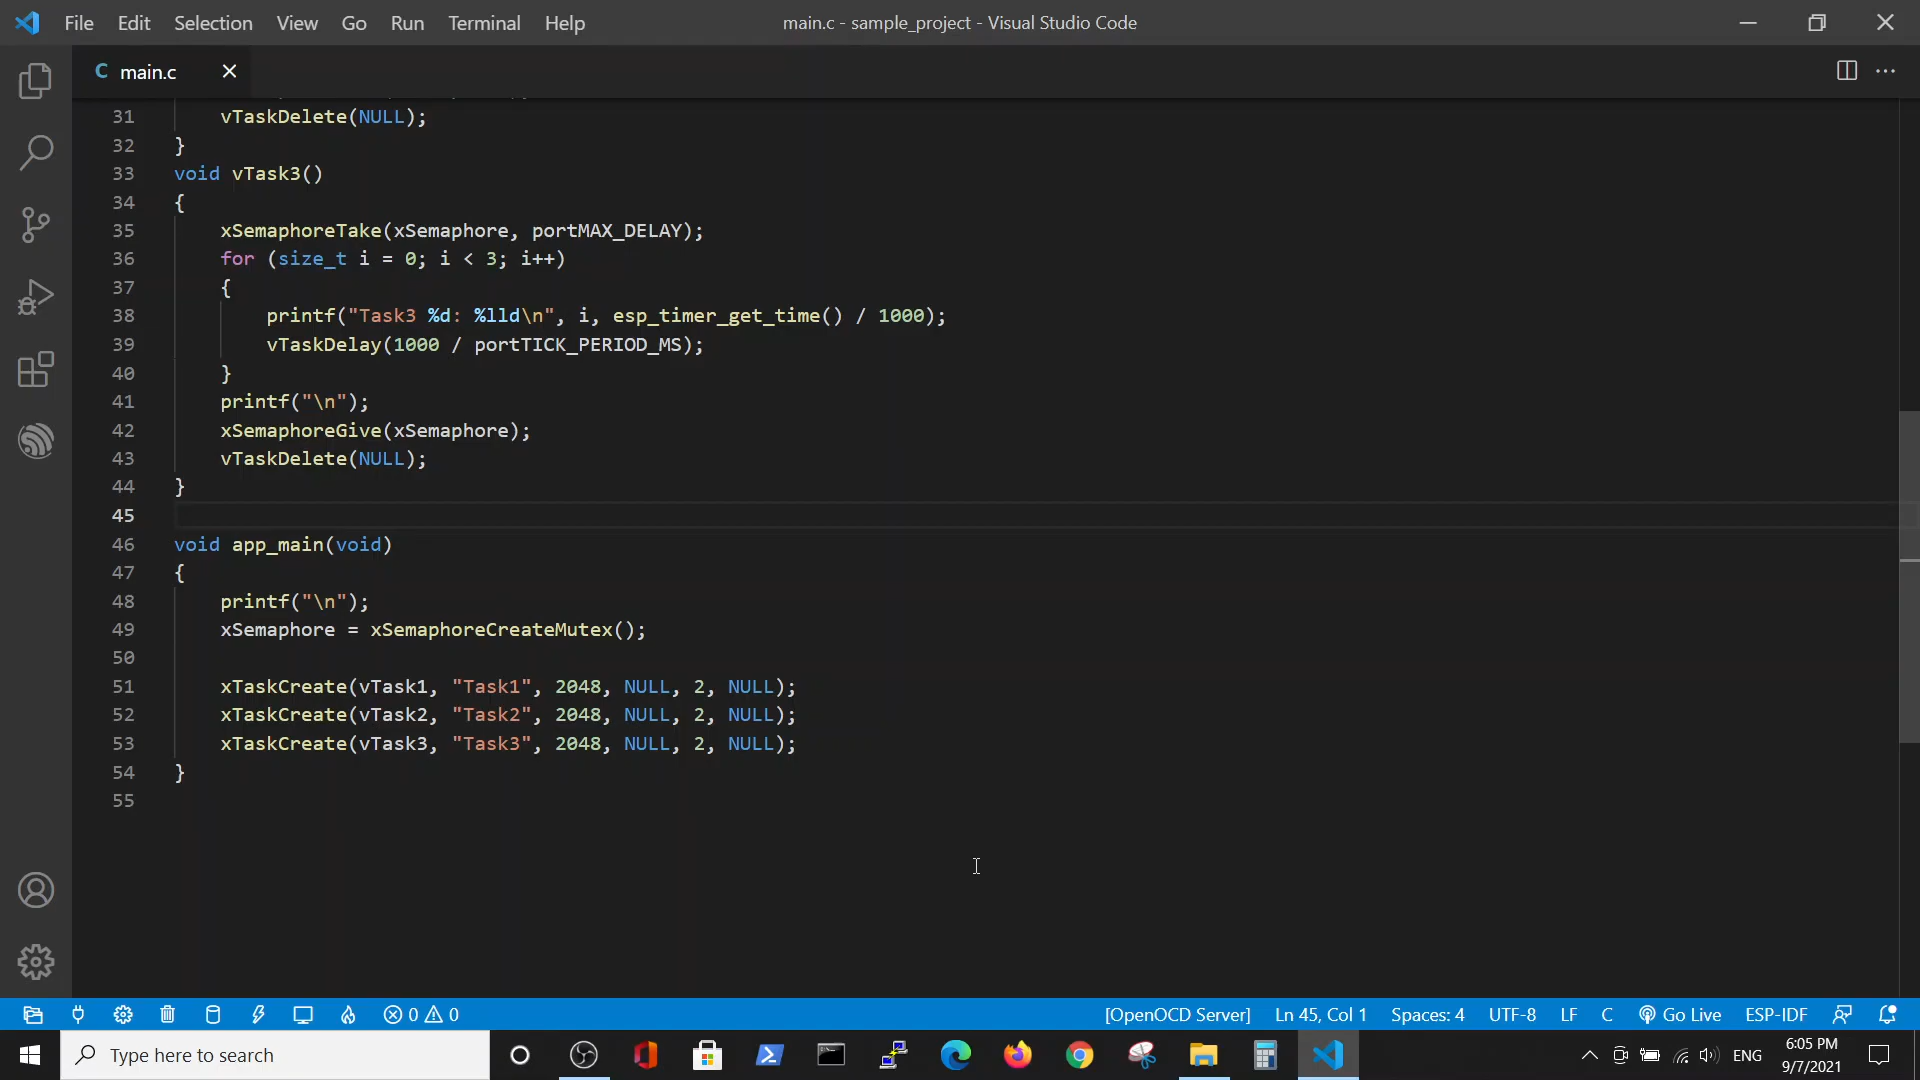 File Edit Selection View Go Run Terminal Help
main.c - sample_project - Visual Studio Code
C main.c
31 vTaskDelete(NULL);
32 }
33 void vTask3()
34 {
35 xSemaphoreTake(xSemaphore, portMAX_DELAY);
36 for (size_t i = 0; i < 3; i++)
37 {
38 printf("Task3 %d: %lld\n", i, esp_timer_get_time() / 1000);
39 vTaskDelay(1000 / portTICK_PERIOD_MS);
40 }
41 printf("\n");
42 xSemaphoreGive(xSemaphore);
43 vTaskDelete(NULL);
44 }
45
46 void app_main(void)
47 {
48 printf("\n");
49 xSemaphore = xSemaphoreCreateMutex();
50
51 xTaskCreate(vTask1, "Task1", 2048, NULL, 2, NULL);
52 xTaskCreate(vTask2, "Task2", 2048, NULL, 2, NULL);
53 xTaskCreate(vTask3, "Task3", 2048, NULL, 2, NULL);
54 }
55
0 0 [OpenOCD Server] Ln 45, Col 1 Spaces: 4 UTF-8 LF C Go Live ESP-IDF
Type here to search
ENG
6:05 PM
9/7/2021